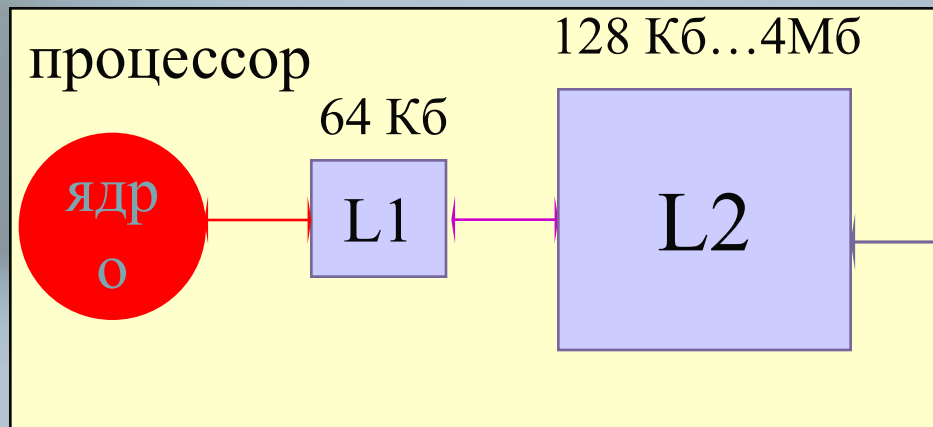 процессор
128 Кб…4Мб
64 Кб
ядр
о
L1
L2